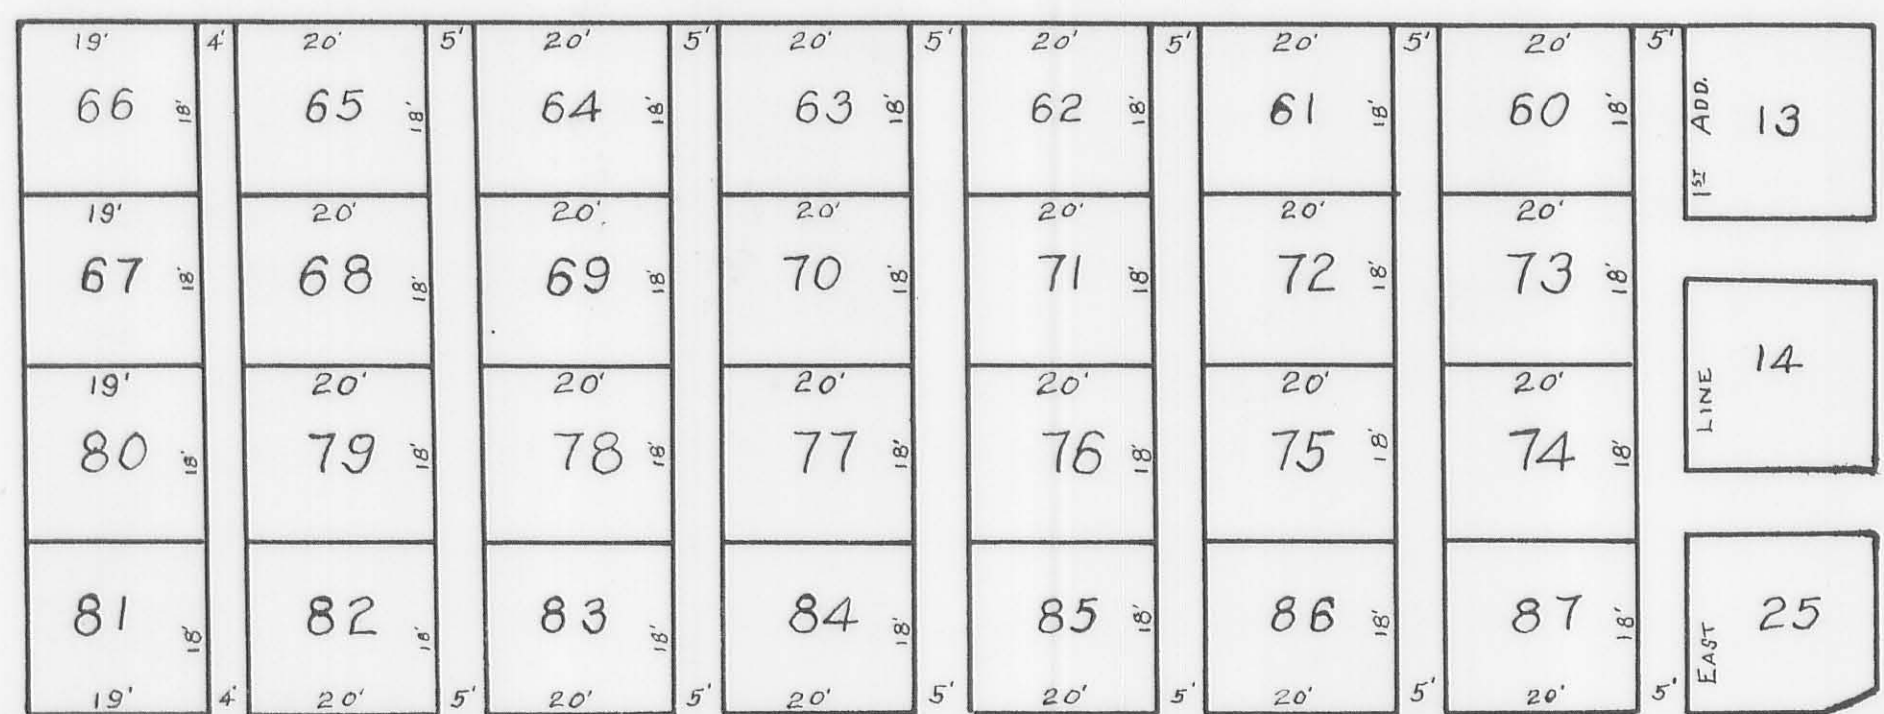 19' 4' 20' 5' 20' 5' 20' 5' 20' 5' 20' 5' 20' 5'
66 18' 65 18' 64 18' 63 18' 62 18' 61 18' 60 18' 1ST ADD. 13
19' 20' 20' 20' 20' 20' 20'
67 18' 68 18' 69 18' 70 18' 71 18' 72 18' 73 18'
19' 20' 20' 20' 20' 20' 20'
80 18' 79 18' 78 18' 77 18' 76 18' 75 18' 74 18' LINE 14
81 18' 82 18' 83 18' 84 18' 85 18' 86 18' 87 18' EAST 25
19' 4' 20' 5' 20' 5' 20' 5' 20' 5' 20' 5' 20' 5'